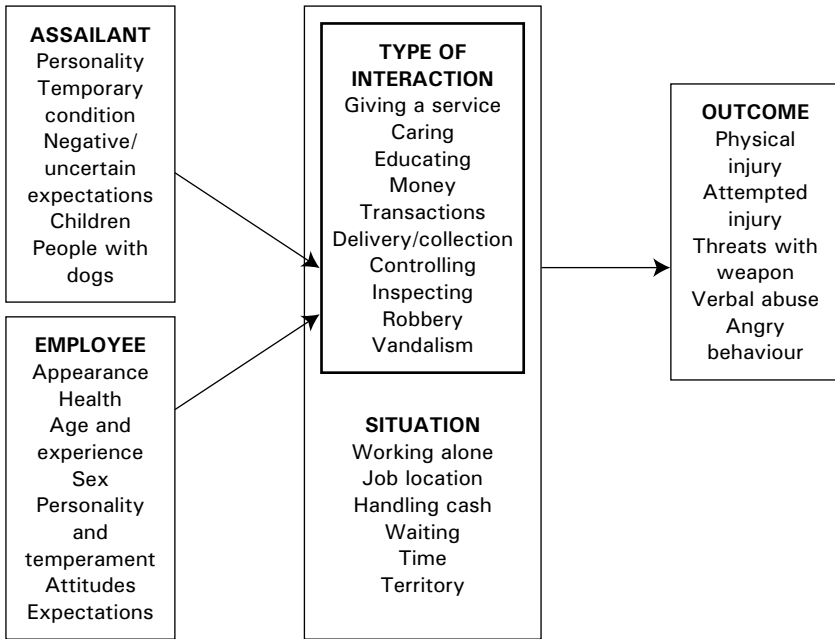 ASSAILANT
Personality
Temporary
condition
Negative/
uncertain
expectations
Children
People with
dogs
EMPLOYEE
Appearance
Health
Age and
experience
Sex
Personality
and
temperament
Attitudes
Expectations
TYPE OF
INTERACTION
Giving a service
Caring
Educating
Money
Transactions
Delivery/collection
Controlling
Inspecting
Robbery
Vandalism
SITUATION
Working alone
Job location
Handling cash
Waiting
Time
Territory
OUTCOME
Physical
injury
Attempted
injury
Threats with
weapon
Verbal abuse
Angry
behaviour